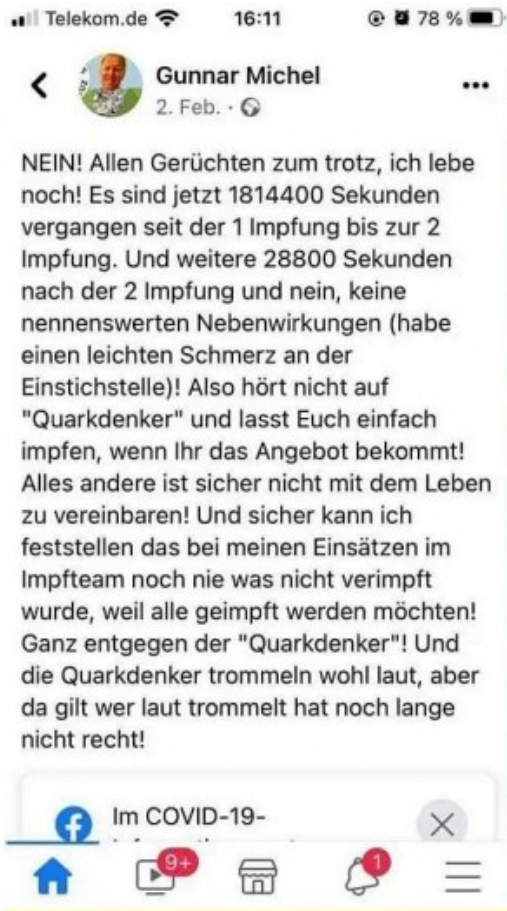 Telekom.de 16:11 78 %
Gunnar Michel
2. Feb. ·
NEIN! Allen Gerüchten zum trotz, ich lebe
noch! Es sind jetzt 1814400 Sekunden
vergangen seit der 1 Impfung bis zur 2
Impfung. Und weitere 28800 Sekunden
nach der 2 Impfung und nein, keine
nennenswerten Nebenwirkungen (habe
einen leichten Schmerz an der
Einstichstelle)! Also hört nicht auf
"Quarkdenker" und lasst Euch einfach
impfen, wenn Ihr das Angebot bekommt!
Alles andere ist sicher nicht mit dem Leben
zu vereinbaren! Und sicher kann ich
feststellen das bei meinen Einsätzen im
Impfteam noch nie was nicht verimpft
wurde, weil alle geimpft werden möchten!
Ganz entgegen der "Quarkdenker"! Und
die Quarkdenker trommeln wohl laut, aber
da gilt wer laut trommelt hat noch lange
nicht recht!
Im COVID-19-
9+
1